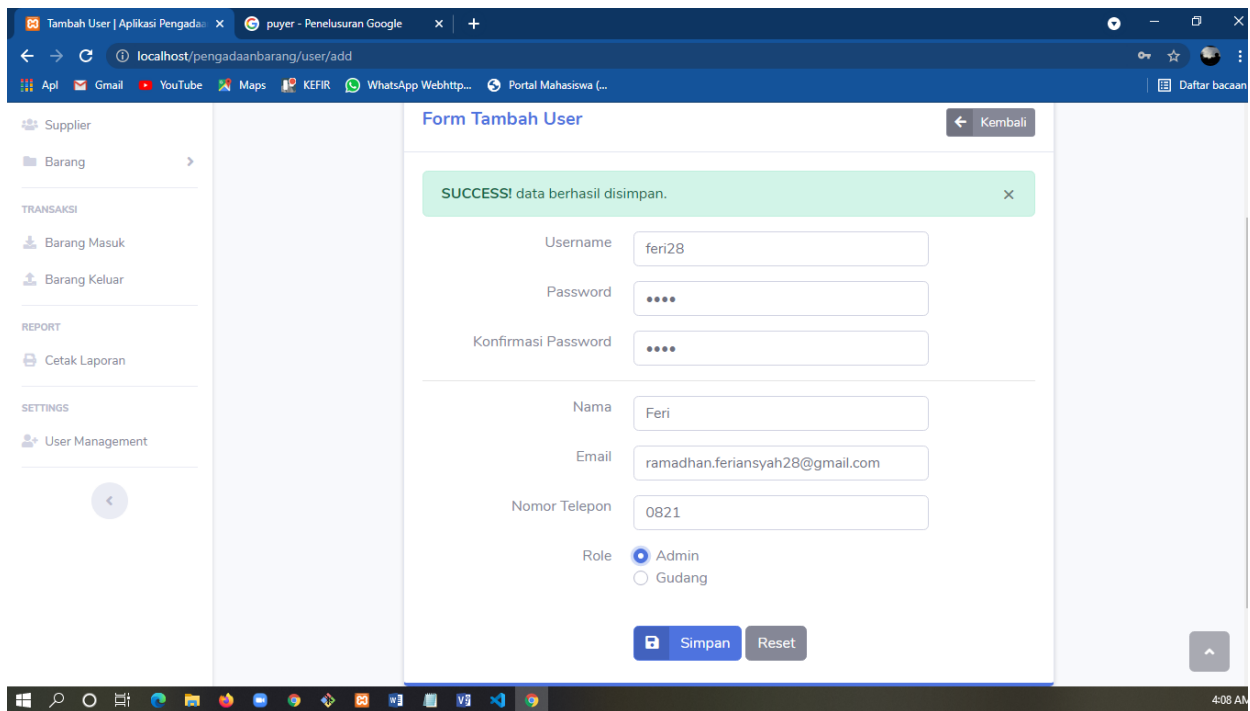 Tambah User | Aplikasi Pengadaa
puyer - Penelusuran Google
localhost/pengadaanbarang/user/add
Apl
Gmail
YouTube
Maps
KEFIR
WhatsApp Webhttp...
Portal Mahasiswa (...
Daftar bacaan
Supplier
Barang
TRANSAKSI
Barang Masuk
Barang Keluar
REPORT
Cetak Laporan
SETTINGS
User Management
Form Tambah User
Kembali
SUCCESS! data berhasil disimpan.
Username
feri28
Password
••••
Konfirmasi Password
••••
Nama
Feri
Email
ramadhan.feriansyah28@gmail.com
Nomor Telepon
0821
Role
Admin
Gudang
Simpan
Reset
4:08 AM